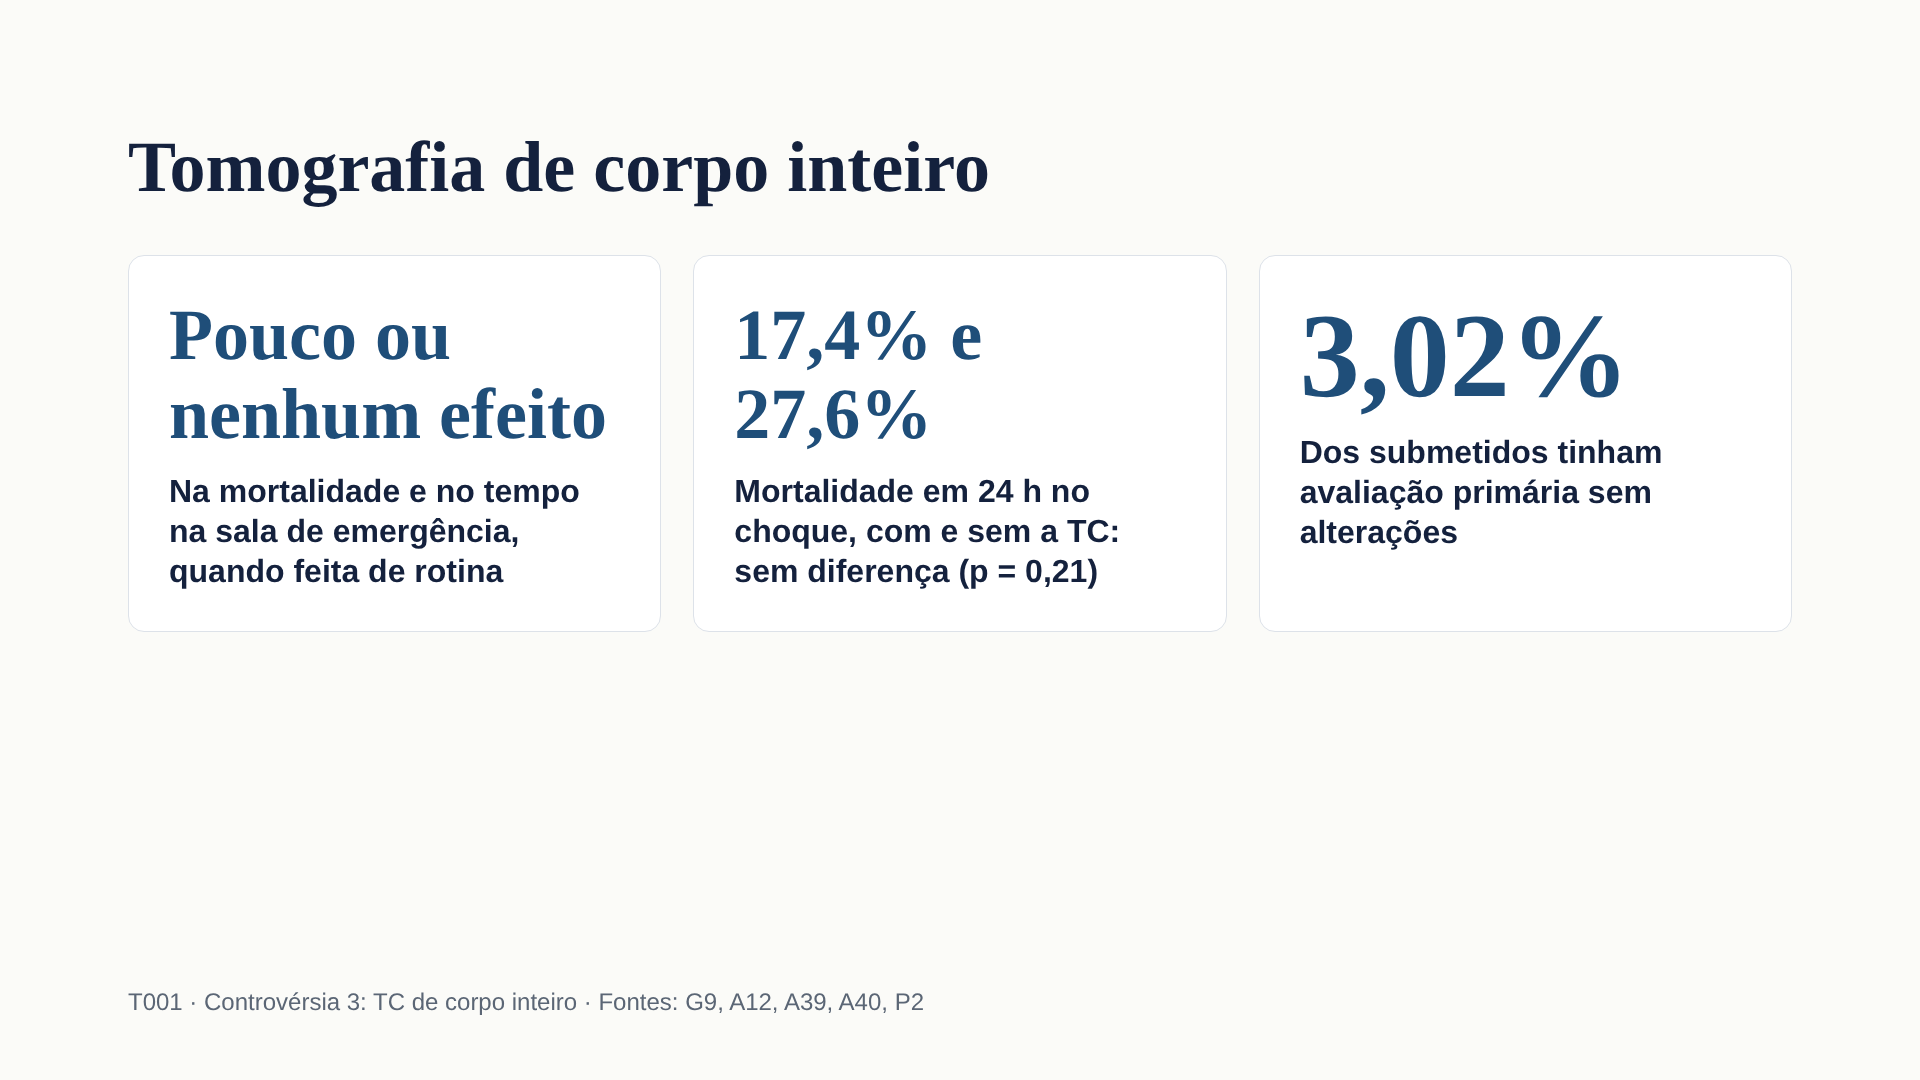 Tomografia de corpo inteiro
Pouco ou
nenhum efeito
Na mortalidade e no tempo
na sala de emergência,
quando feita de rotina
17,4% e
27,6%
Mortalidade em 24 h no
choque, com e sem a TC:
sem diferença (p = 0,21)
3,02%
Dos submetidos tinham
avaliação primária sem
alterações
T001 · Controvérsia 3: TC de corpo inteiro · Fontes: G9, A12, A39, A40, P2